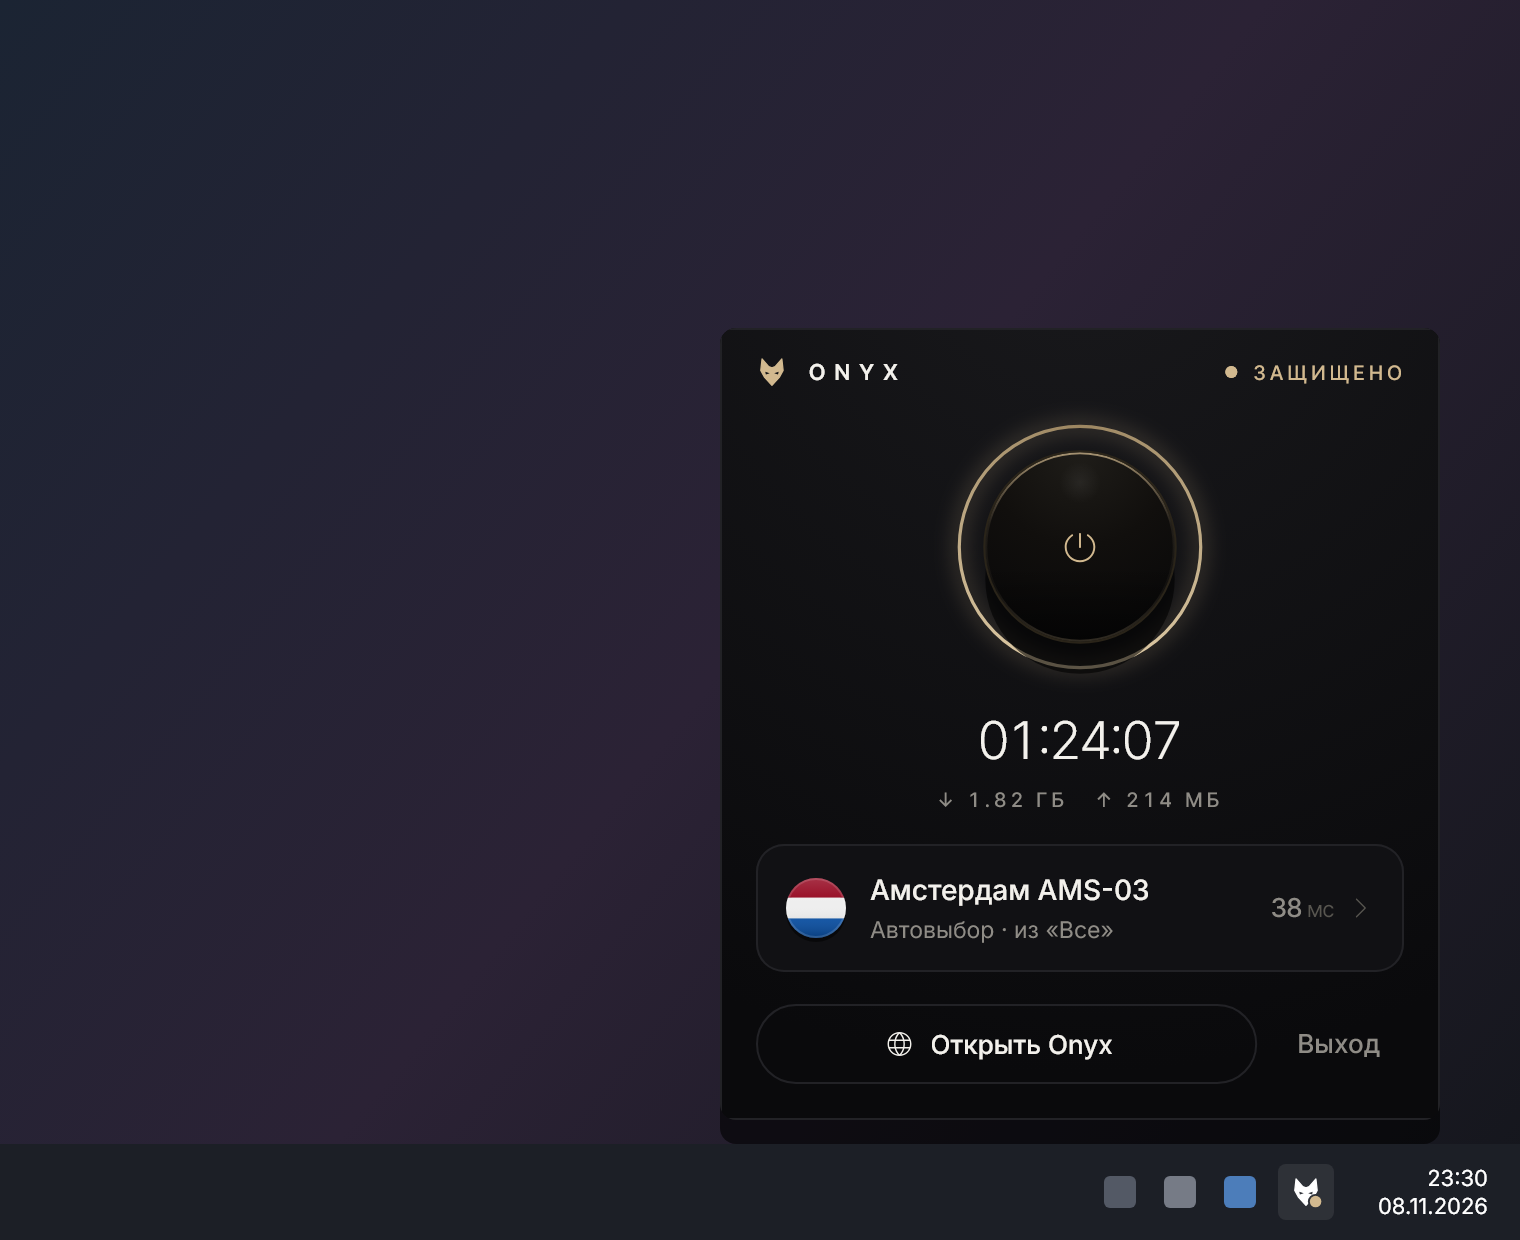 ONYX
ЗАЩИЩЕНО
01:24:07
↓ 1.82 ГБ ↑ 214 МБ
Амстердам AMS-03
Автовыбор · из «Все»
38 мс
Открыть Onyx
Выход
23:30
08.11.2026